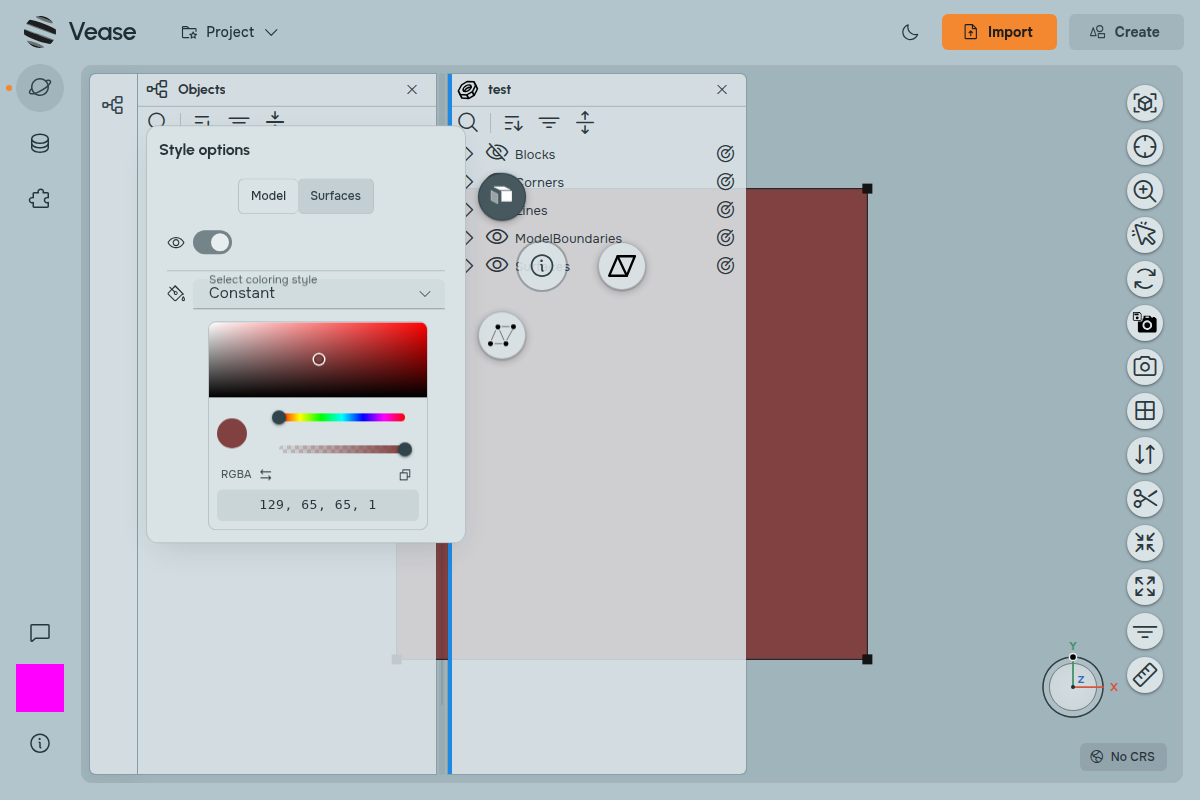 Vease
Project
Import
Create
Objects
test
Style options
Model
Surfaces
Select coloring style
Constant
RGBA
129, 65, 65, 1
Blocks
Corners
Lines
ModelBoundaries
Y
Z
X
No CRS